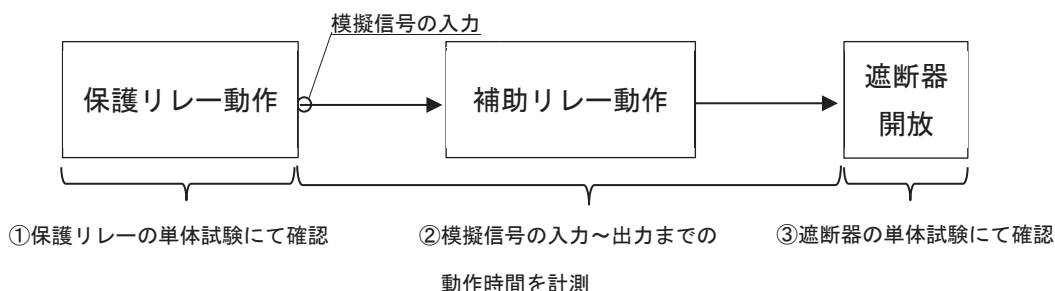 模擬信号の入力
保護リレー動作
補助リレー動作
遮断器
開放
①保護リレーの単体試験にて確認
②模擬信号の入力～出力までの
動作時間を計測
③遮断器の単体試験にて確認